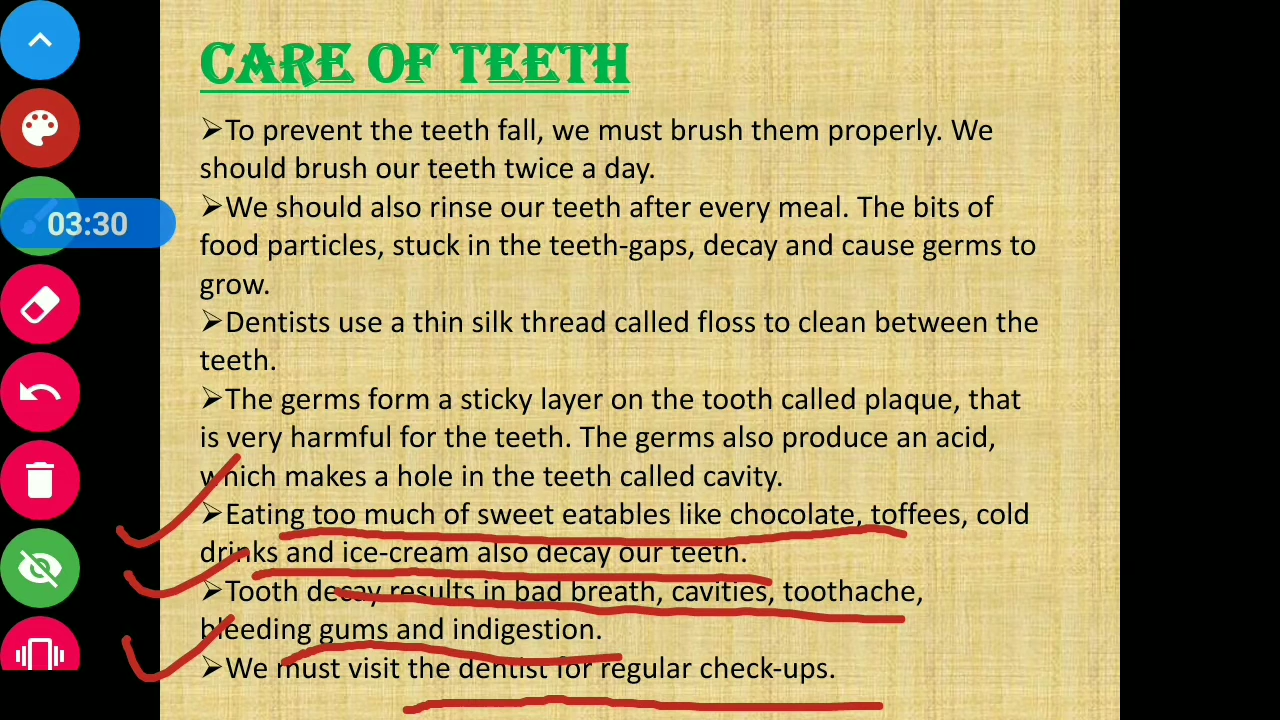 CARE OF TEETH
➢To prevent the teeth fall, we must brush them properly. We
should brush our teeth twice a day.
➢We should also rinse our teeth after every meal. The bits of
03:30
food particles, stuck in the teeth-gaps, decay and cause germs to
grow.
➢Dentists use a thin silk thread called floss to clean between the
teeth.
➢The germs form a sticky layer on the tooth called plaque, that
is very harmful for the teeth. The germs also produce an acid,
which makes a hole in the teeth called cavity.
➢Eating too much of sweet eatables like chocolate, toffees, cold
drinks and ice-cream also decay our teeth.
➢Tooth decay results in bad breath, cavities, toothache,
bleeding gums and indigestion.
➢We must visit the dentist for regular check-ups.